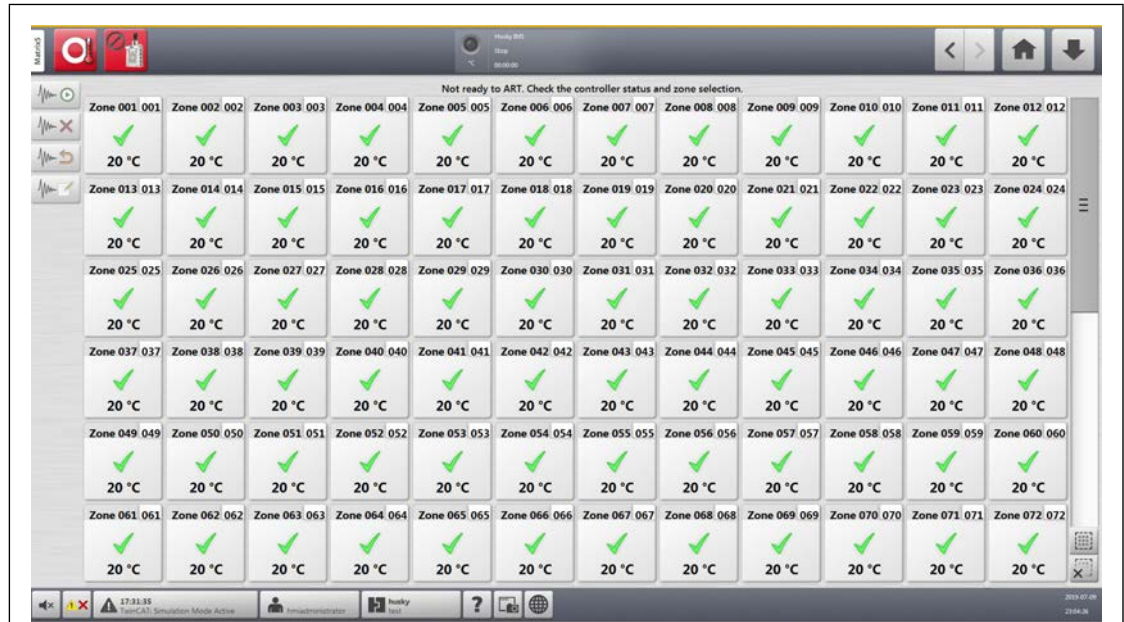 Matrix5
Husky IMS
Stop
°C
00:00:00
Not ready to ART. Check the controller status and zone selection.
Zone 001 001 Zone 002 002 Zone 003 003 Zone 004 004 Zone 005 005 Zone 006 006 Zone 007 007 Zone 008 008 Zone 009 009 Zone 010 010 Zone 011 011 Zone 012 012
20 °C 20 °C 20 °C 20 °C 20 °C 20 °C 20 °C 20 °C 20 °C 20 °C 20 °C 20 °C
Zone 013 013 Zone 014 014 Zone 015 015 Zone 016 016 Zone 017 017 Zone 018 018 Zone 019 019 Zone 020 020 Zone 021 021 Zone 022 022 Zone 023 023 Zone 024 024
20 °C 20 °C 20 °C 20 °C 20 °C 20 °C 20 °C 20 °C 20 °C 20 °C 20 °C 20 °C
Zone 025 025 Zone 026 026 Zone 027 027 Zone 028 028 Zone 029 029 Zone 030 030 Zone 031 031 Zone 032 032 Zone 033 033 Zone 034 034 Zone 035 035 Zone 036 036
20 °C 20 °C 20 °C 20 °C 20 °C 20 °C 20 °C 20 °C 20 °C 20 °C 20 °C 20 °C
Zone 037 037 Zone 038 038 Zone 039 039 Zone 040 040 Zone 041 041 Zone 042 042 Zone 043 043 Zone 044 044 Zone 045 045 Zone 046 046 Zone 047 047 Zone 048 048
20 °C 20 °C 20 °C 20 °C 20 °C 20 °C 20 °C 20 °C 20 °C 20 °C 20 °C 20 °C
Zone 049 049 Zone 050 050 Zone 051 051 Zone 052 052 Zone 053 053 Zone 054 054 Zone 055 055 Zone 056 056 Zone 057 057 Zone 058 058 Zone 059 059 Zone 060 060
20 °C 20 °C 20 °C 20 °C 20 °C 20 °C 20 °C 20 °C 20 °C 20 °C 20 °C 20 °C
Zone 061 061 Zone 062 062 Zone 063 063 Zone 064 064 Zone 065 065 Zone 066 066 Zone 067 067 Zone 068 068 Zone 069 069 Zone 070 070 Zone 071 071 Zone 072 072
20 °C 20 °C 20 °C 20 °C 20 °C 20 °C 20 °C 20 °C 20 °C 20 °C 20 °C 20 °C
17:31:35
TwinCAT: Simulation Mode Active
hmiadministrator
husky
test
?
2019-07-09
23:04:26